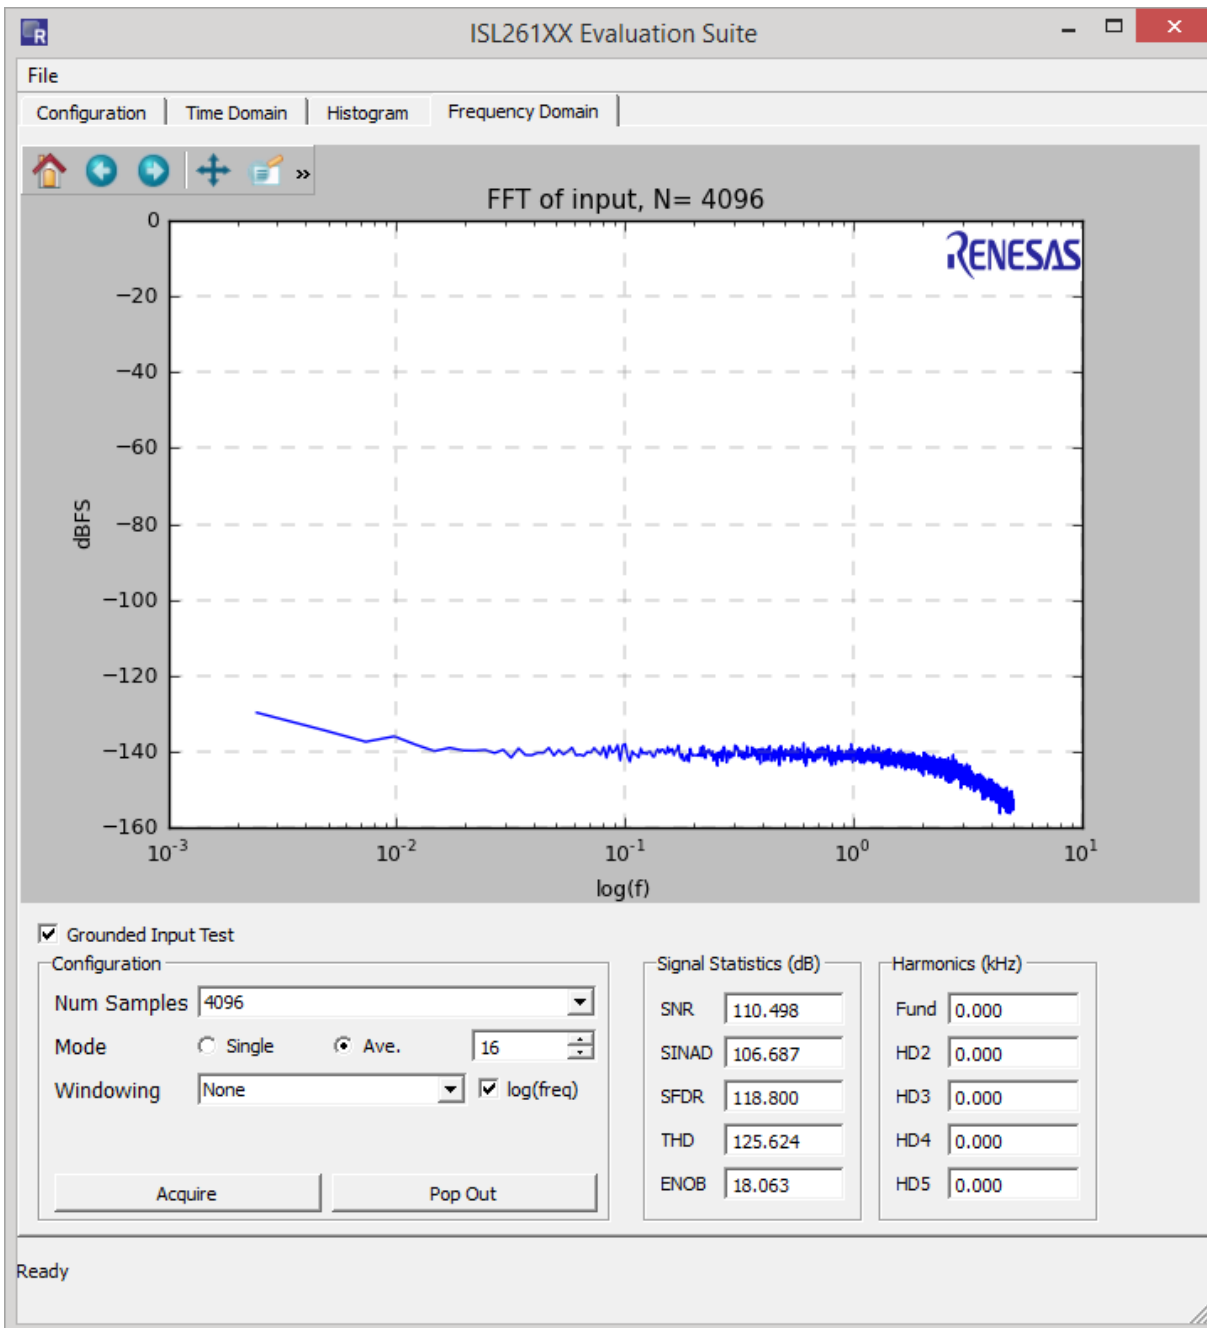 R
ISL261XX Evaluation Suite
File
Configuration Time Domain Histogram Frequency Domain
»
FFT of input, N= 4096
RENESAS
0
−20
−40
−60
−80
−100
−120
−140
−160
dBFS
10-3 10-2 10-1 100 101
log(f)
Grounded Input Test
Configuration
Num Samples 4096
Mode Single Ave. 16
Windowing None log(freq)
Acquire Pop Out
Signal Statistics (dB)
SNR 110.498
SINAD 106.687
SFDR 118.800
THD 125.624
ENOB 18.063
Harmonics (kHz)
Fund 0.000
HD2 0.000
HD3 0.000
HD4 0.000
HD5 0.000
Ready